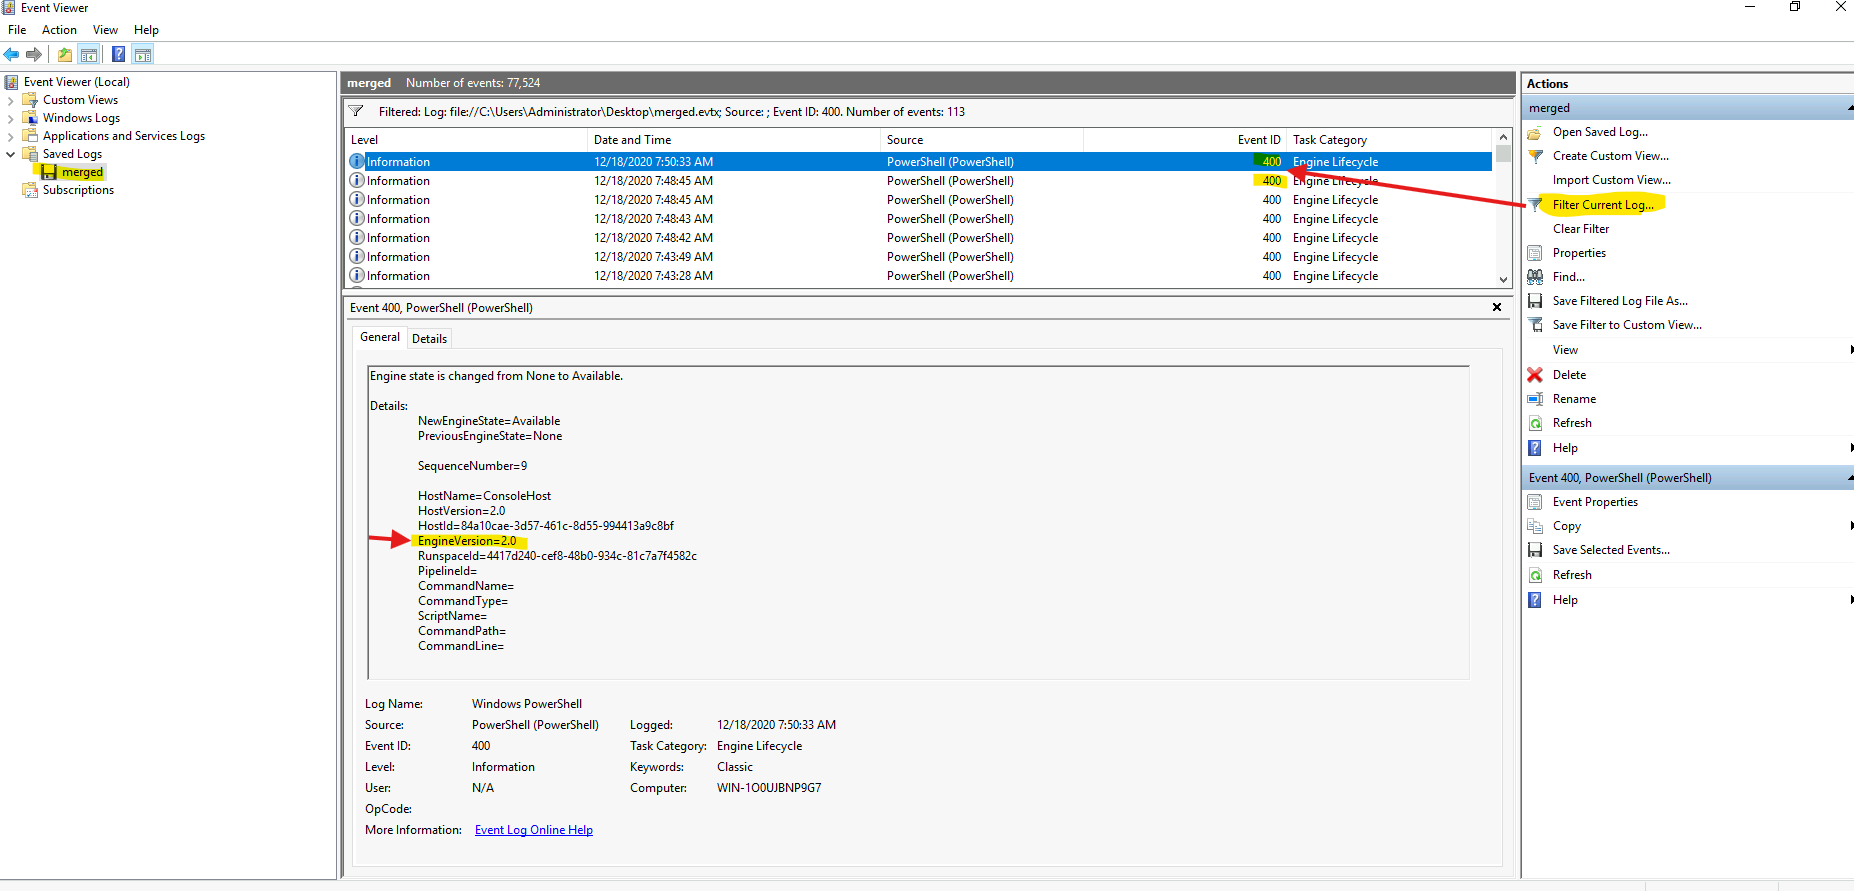 Event Viewer
File Action View Help
Event Viewer (Local)
Custom Views
Windows Logs
Applications and Services Logs
Saved Logs
merged
Subscriptions
merged Number of events: 77,524
Filtered: Log: file://C:\Users\Administrator\Desktop\merged.evtx; Source: ; Event ID: 400. Number of events: 113
Level Date and Time Source Event ID Task Category
Information 12/18/2020 7:50:33 AM PowerShell (PowerShell) 400 Engine Lifecycle
Information 12/18/2020 7:48:45 AM PowerShell (PowerShell) 400 Engine Lifecycle
Information 12/18/2020 7:48:45 AM PowerShell (PowerShell) 400 Engine Lifecycle
Information 12/18/2020 7:48:43 AM PowerShell (PowerShell) 400 Engine Lifecycle
Information 12/18/2020 7:48:42 AM PowerShell (PowerShell) 400 Engine Lifecycle
Information 12/18/2020 7:43:49 AM PowerShell (PowerShell) 400 Engine Lifecycle
Information 12/18/2020 7:43:28 AM PowerShell (PowerShell) 400 Engine Lifecycle
Event 400, PowerShell (PowerShell)
General Details
Engine state is changed from None to Available.
Details:
NewEngineState=Available
PreviousEngineState=None
SequenceNumber=9
HostName=ConsoleHost
HostVersion=2.0
HostId=84a10cae-3d57-461c-8d55-994413a9c8bf
EngineVersion=2.0
RunspaceId=4417d240-cef8-48b0-934c-81c7a7f4582c
PipelineId=
CommandName=
CommandType=
ScriptName=
CommandPath=
CommandLine=
Log Name: Windows PowerShell
Source: PowerShell (PowerShell) Logged: 12/18/2020 7:50:33 AM
Event ID: 400 Task Category: Engine Lifecycle
Level: Information Keywords: Classic
User: N/A Computer: WIN-1O0UJBNP9G7
OpCode:
More Information: Event Log Online Help
Actions
merged
Open Saved Log...
Create Custom View...
Import Custom View...
Filter Current Log...
Clear Filter
Properties
Find...
Save Filtered Log File As...
Save Filter to Custom View...
View
Delete
Rename
Refresh
Help
Event 400, PowerShell (PowerShell)
Event Properties
Copy
Save Selected Events...
Refresh
Help